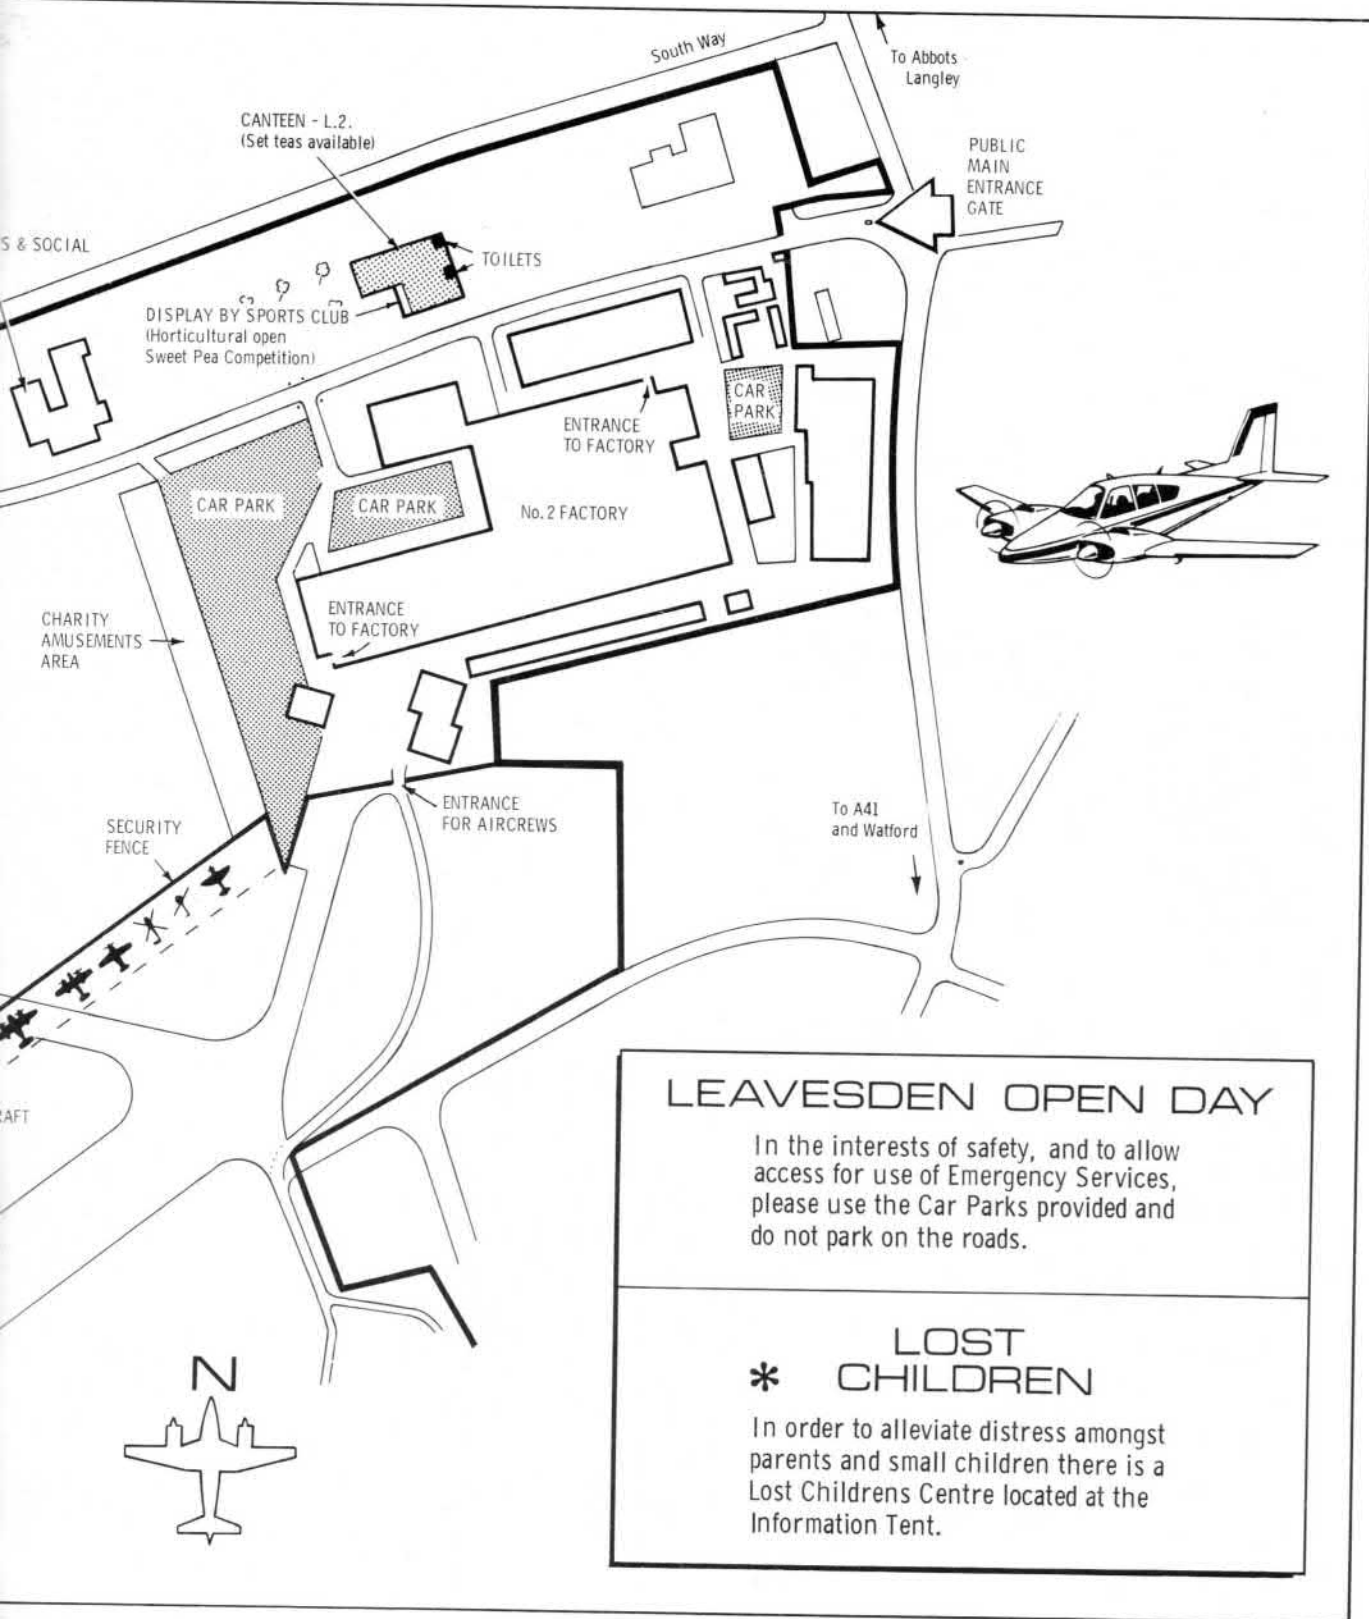 South Way
To Abbots
Langley
CANTEEN - L.2.
(Set teas available)
PUBLIC
MAIN
ENTRANCE
GATE
S & SOCIAL
TOILETS
DISPLAY BY SPORTS CLUB
(Horticultural open
Sweet Pea Competition)
CAR
PARK
ENTRANCE
TO FACTORY
CAR PARK
CAR PARK
No. 2 FACTORY
CHARITY
AMUSEMENTS
AREA
ENTRANCE
TO FACTORY
ENTRANCE
FOR AIRCREWS
To A41
and Watford
SECURITY
FENCE
RAFT
LEAVESDEN OPEN DAY
In the interests of safety, and to allow
access for use of Emergency Services,
please use the Car Parks provided and
do not park on the roads.
LOST
* CHILDREN
In order to alleviate distress amongst
parents and small children there is a
Lost Childrens Centre located at the
Information Tent.
N